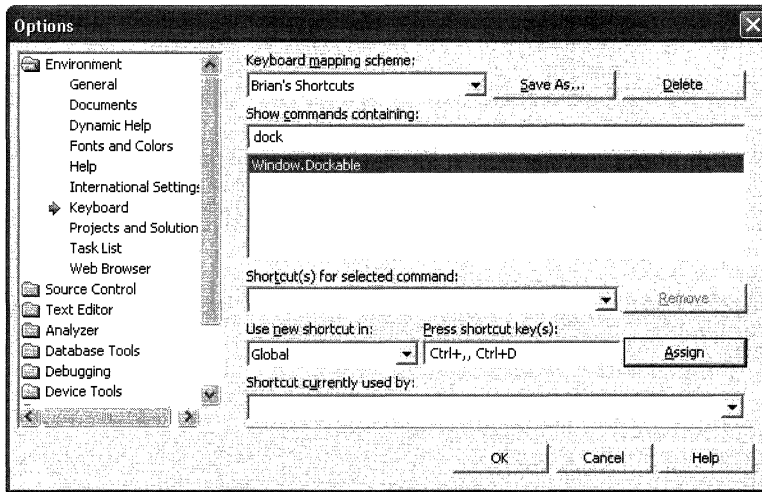 Options
Environment
General
Documents
Dynamic Help
Fonts and Colors
Help
International Settings
Keyboard
Projects and Solution
Task List
Web Browser
Source Control
Text Editor
Analyzer
Database Tools
Debugging
Device Tools
Keyboard mapping scheme:
Brian's Shortcuts
Save As...
Delete
Show commands containing:
dock
Window.Dockable
Shortcut(s) for selected command:
Remove
Use new shortcut in:
Press shortcut key(s):
Global
Ctrl+,, Ctrl+D
Assign
Shortcut currently used by:
OK
Cancel
Help